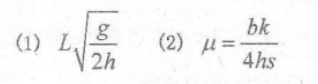 (1) L√(g/2h) (2) μ = bk/4hs